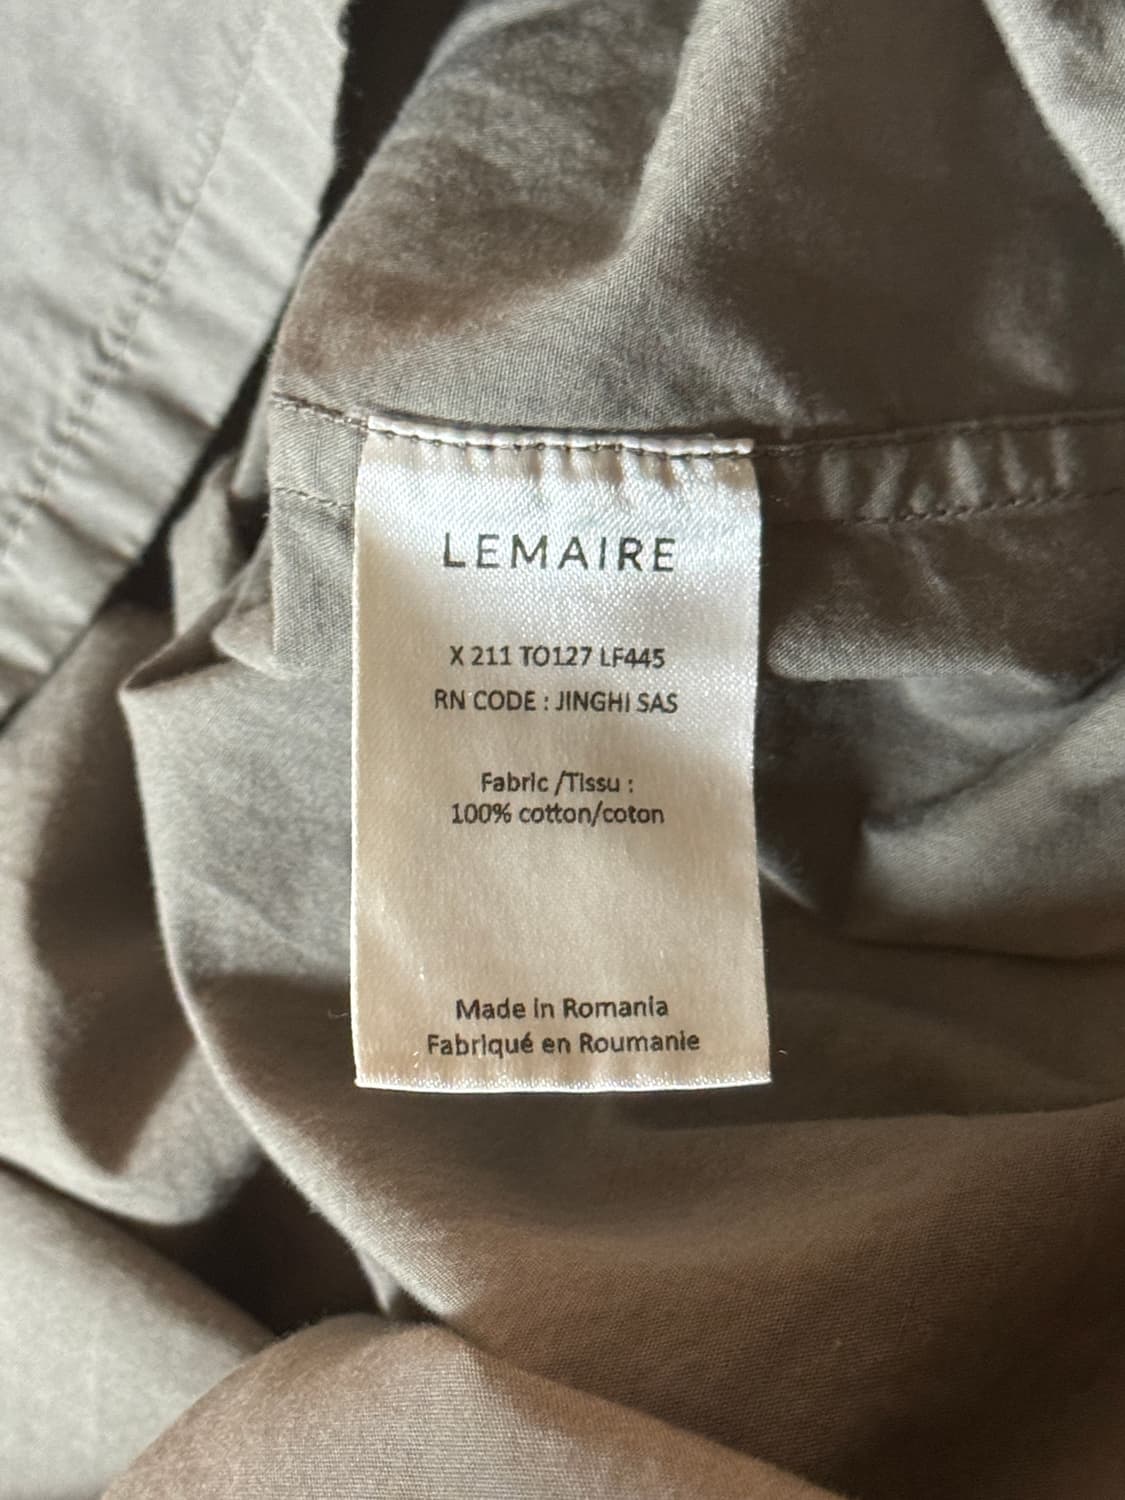 LEMAIRE
X 211 TO127 LF445
RN CODE : JINGHI SAS
Fabric /Tissu :
100% cotton/coton
Made in Romania
Fabriqué en Roumanie